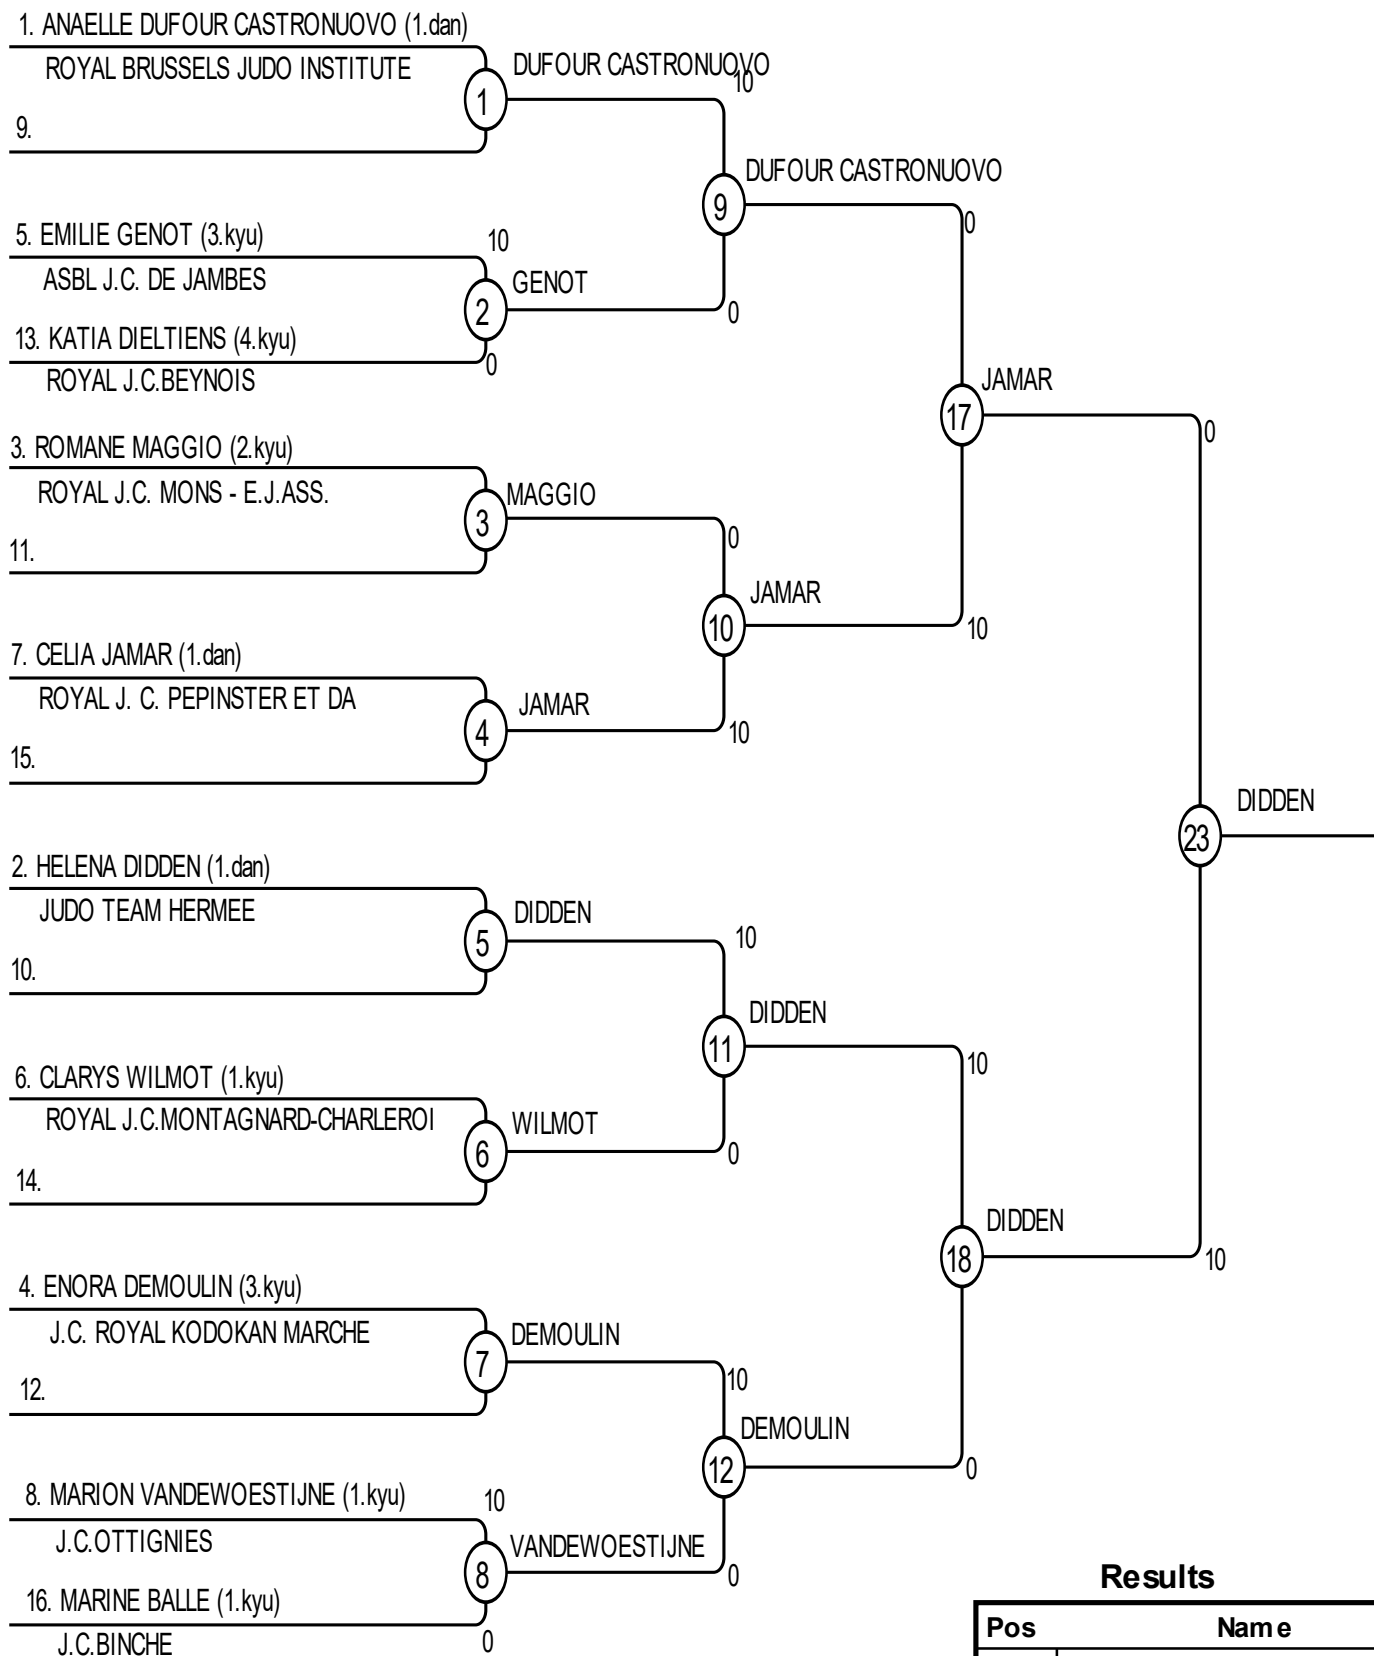 1. ANAELLE DUFOUR CASTRONUOVO (1.dan)
ROYAL BRUSSELS JUDO INSTITUTE
1
DUFOUR CASTRONUOVO
10
9.
9
DUFOUR CASTRONUOVO
0
5. EMILIE GENOT (3.kyu)
10
ASBL J.C. DE JAMBES
2
GENOT
0
13. KATIA DIELTIENS (4.kyu)
0
ROYAL J.C.BEYNOIS
17
JAMAR
0
3. ROMANE MAGGIO (2.kyu)
ROYAL J.C. MONS - E.J.ASS.
3
MAGGIO
0
11.
10
JAMAR
10
7. CELIA JAMAR (1.dan)
ROYAL J. C. PEPINSTER ET DA
4
JAMAR
10
15.
23
DIDDEN
2. HELENA DIDDEN (1.dan)
JUDO TEAM HERMEE
5
DIDDEN
10
10.
11
DIDDEN
10
6. CLARYS WILMOT (1.kyu)
ROYAL J.C.MONTAGNARD-CHARLEROI
6
WILMOT
0
14.
18
DIDDEN
10
4. ENORA DEMOULIN (3.kyu)
J.C. ROYAL KODOKAN MARCHE
7
DEMOULIN
10
12.
12
DEMOULIN
0
8. MARION VANDEWOESTIJNE (1.kyu)
10
J.C.OTTIGNIES
8
VANDEWOESTIJNE
0
16. MARINE BALLE (1.kyu)
0
J.C.BINCHE
Results
Pos Name